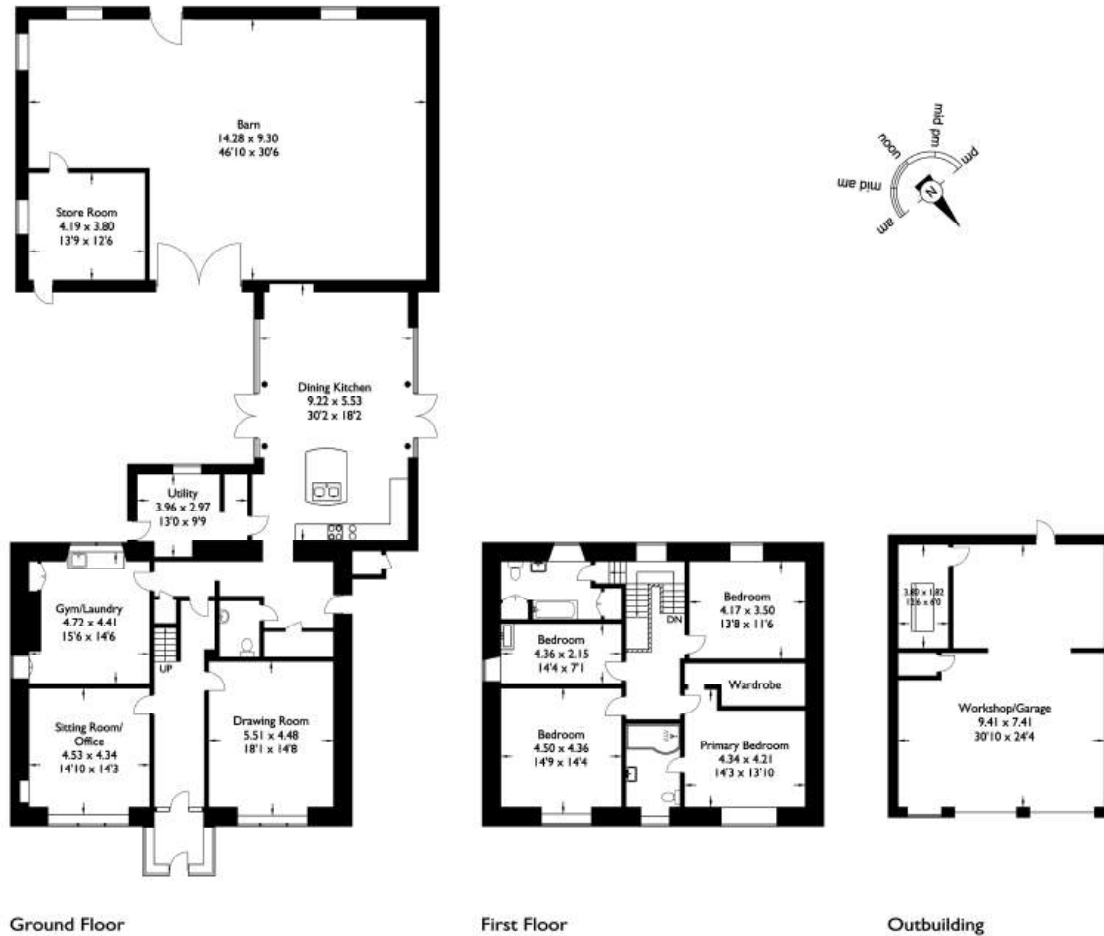 Barn
14.28 x 9.30
46'10 x 30'6
Store Room
4.19 x 3.80
13'9 x 12'6
mid pm
noon
pm
mid am
N
am
Dining Kitchen
9.22 x 5.53
30'2 x 18'2
Utility
3.96 x 2.97
13'0 x 9'9
Gym/Laundry
4.72 x 4.41
15'6 x 14'6
UP
Sitting Room/
Office
4.53 x 4.34
14'10 x 14'3
Drawing Room
5.51 x 4.48
18'1 x 14'8
Bedroom
4.17 x 3.50
13'8 x 11'6
DN
Bedroom
4.36 x 2.15
14'4 x 7'1
Wardrobe
Bedroom
4.50 x 4.36
14'9 x 14'4
Primary Bedroom
4.34 x 4.21
14'3 x 13'10
3.80 x 1.82
12'6 x 6'0
Workshop/Garage
9.41 x 7.41
30'10 x 24'4
Ground Floor
First Floor
Outbuilding